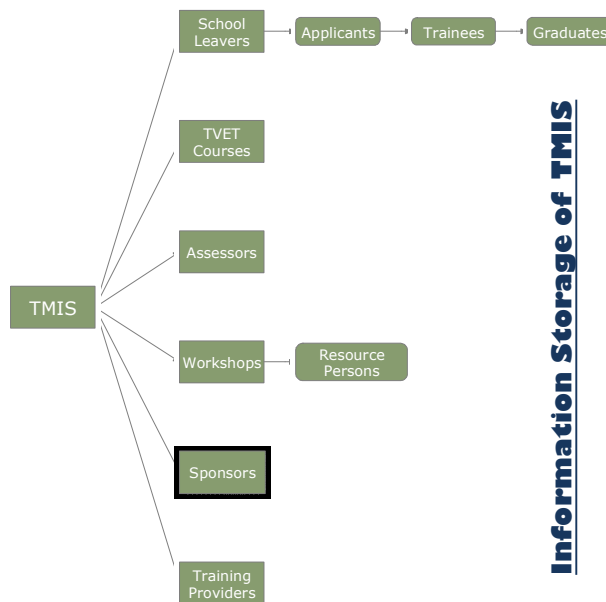 School
Leavers
Applicants
Trainees
Graduates
TVET
Courses
Assessors
TMIS
Workshops
Resource
Persons
Sponsors
Training
Providers
Information Storage of TMIS